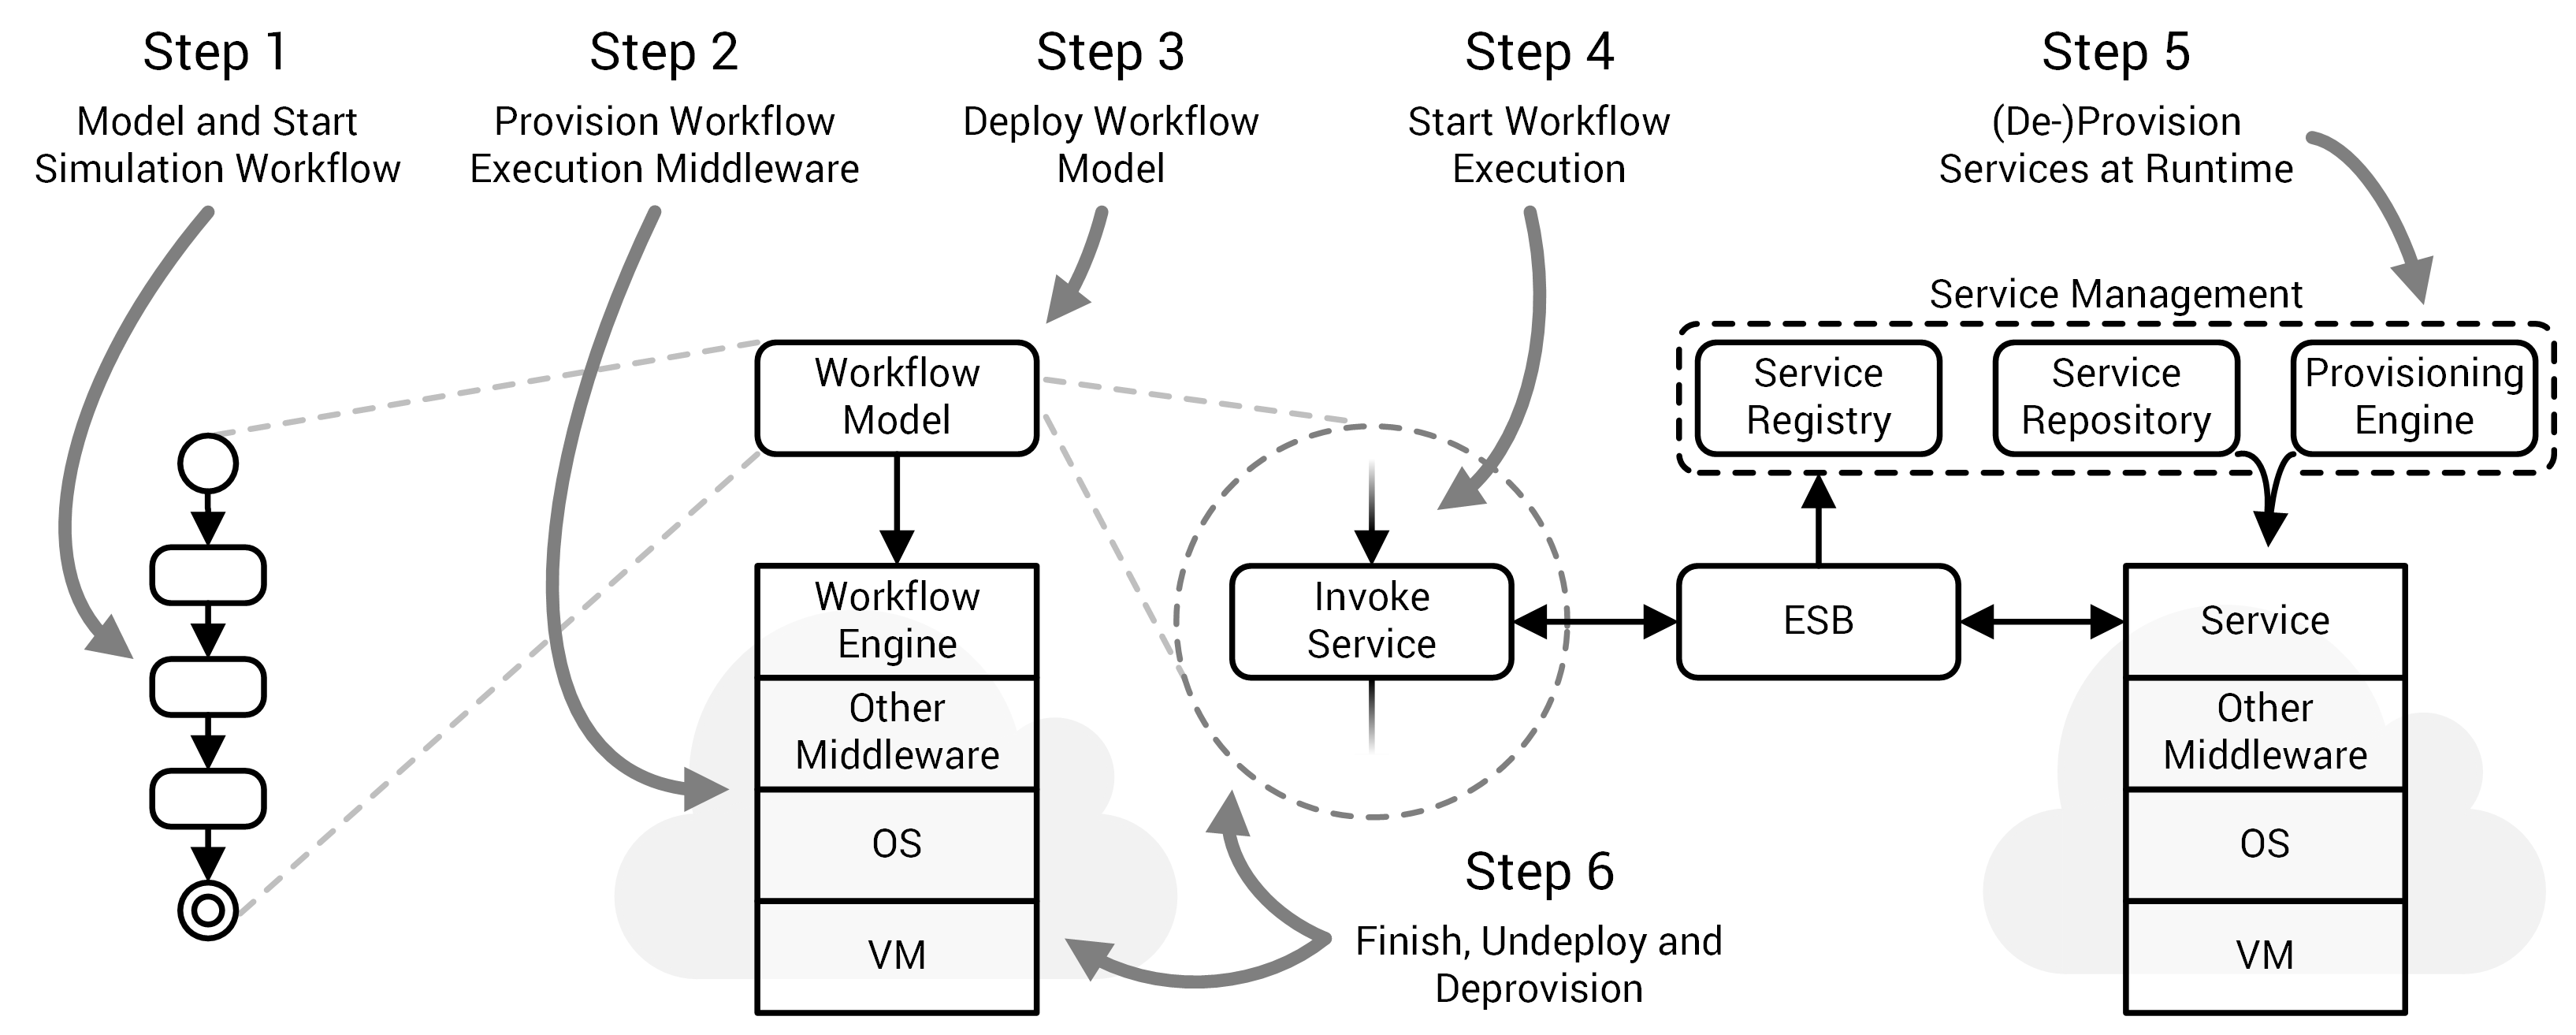 Step 1
Model and Start
Simulation Workflow
Step 2
Provision Workflow
Execution Middleware
Step 3
Deploy Workflow
Model
Step 4
Start Workflow
Execution
Step 5
(De-)Provision
Services at Runtime
Service Management
Service
Registry
Service
Repository
Provisioning
Engine
Workflow
Model
Workflow
Engine
Other
Middleware
OS
VM
Invoke
Service
ESB
Service
Other
Middleware
OS
VM
Step 6
Finish, Undeploy and
Deprovision